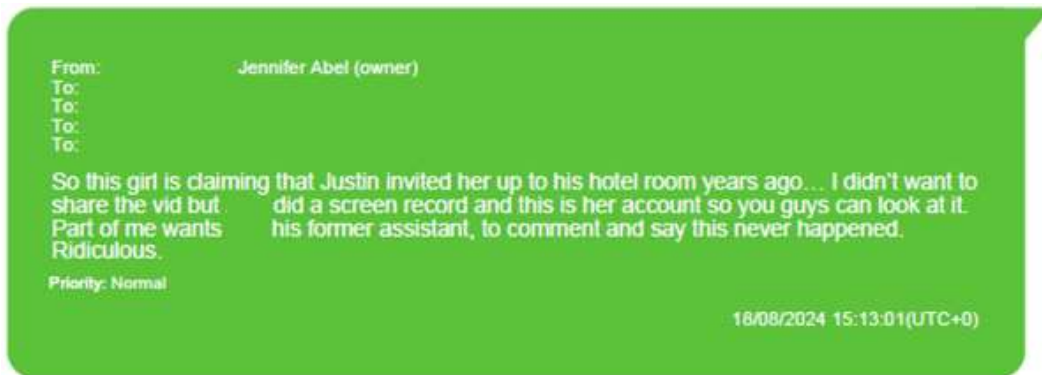 From: Jennifer Abel (owner)
To:
To:
To:
To:
So this girl is claiming that Justin invited her up to his hotel room years ago... I didn't want to
share the vid but did a screen record and this is her account so you guys can look at it.
Part of me wants his former assistant, to comment and say this never happened.
Ridiculous.
Priority: Normal
18/08/2024 15:13:01(UTC+0)